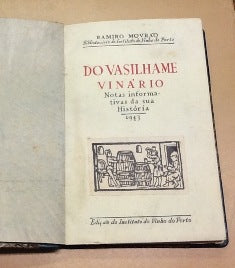 RAMIRO MOURÃO
Bibliotecário do Instituto do Vinho do Porto
DO VASILHAME
VINÁRIO
Notas informa-
tivas da sua
História
1943
Edição do Instituto do Vinho do Porto